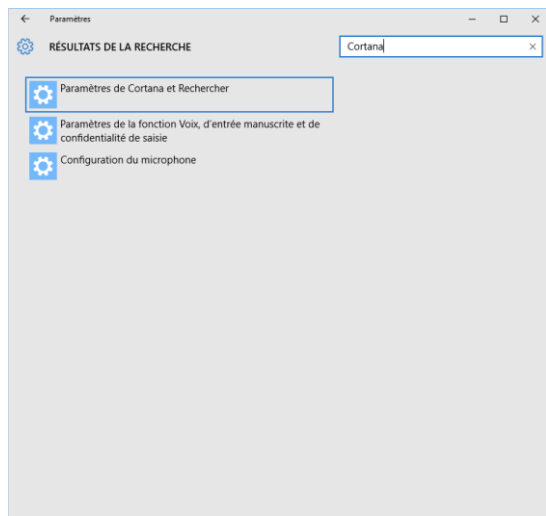 Paramètres
RÉSULTATS DE LA RECHERCHE
Cortana
Paramètres de Cortana et Rechercher
Paramètres de la fonction Voix, d'entrée manuscrite et de
confidentialité de saisie
Configuration du microphone